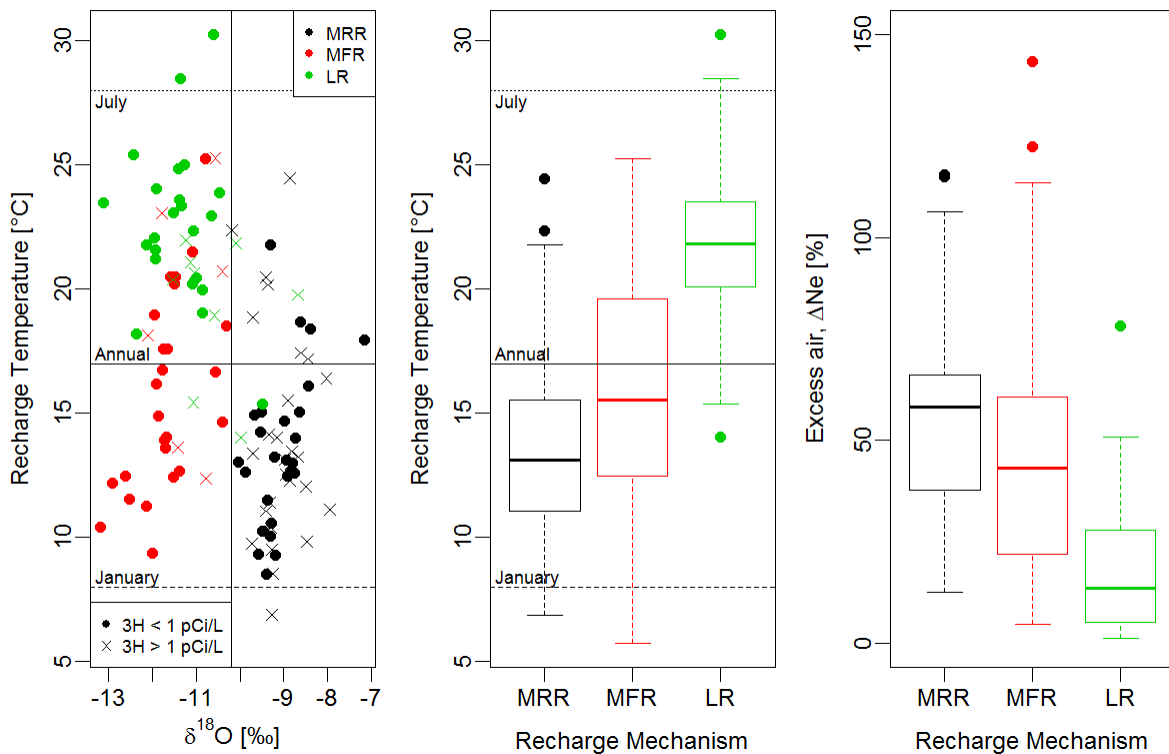 Recharge Temperature [°C]
30
25
20
15
10
5
MRR
MFR
LR
July
Annual
January
3H < 1 pCi/L
3H > 1 pCi/L
-13
-11
-9
-8
-7
δ18O [‰]
Recharge Temperature [°C]
30
25
20
15
10
5
July
Annual
January
MRR MFR LR
Recharge Mechanism
Excess air, ΔNe [%]
150
100
50
0
MRR MFR LR
Recharge Mechanism